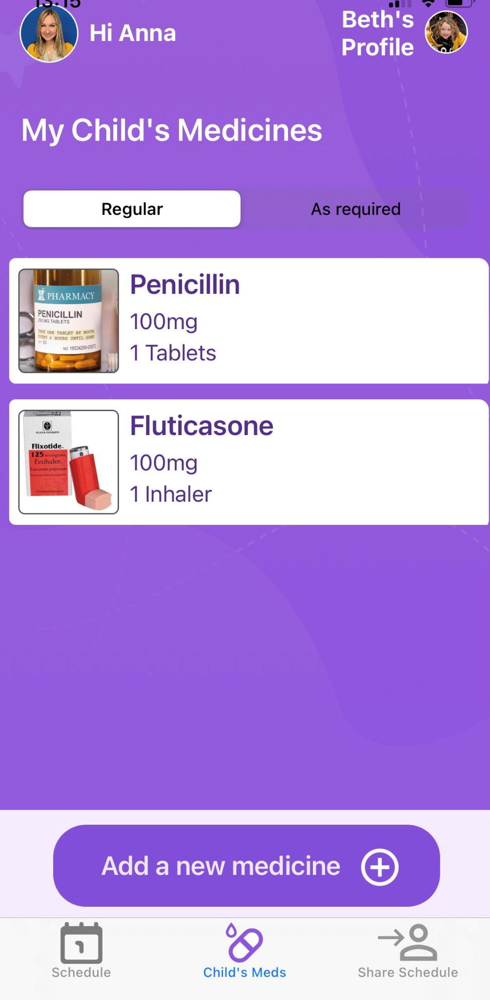 13:15
Hi Anna
Beth's
Profile
My Child's Medicines
Regular
As required
PHARMACY
PENICILLIN
250 MG TABLETS
TAKE ONE TABLET BY MOUTH
EVERY 6 HOURS UNTIL GONE
QTY 30
NO 16534200-03072
Penicillin
100mg
1 Tablets
ALLEN & HANBURYS
Flixotide
125 micrograms
Evohaler
fluticasone propionate
Fluticasone
100mg
1 Inhaler
Add a new medicine
Schedule
Child's Meds
Share Schedule